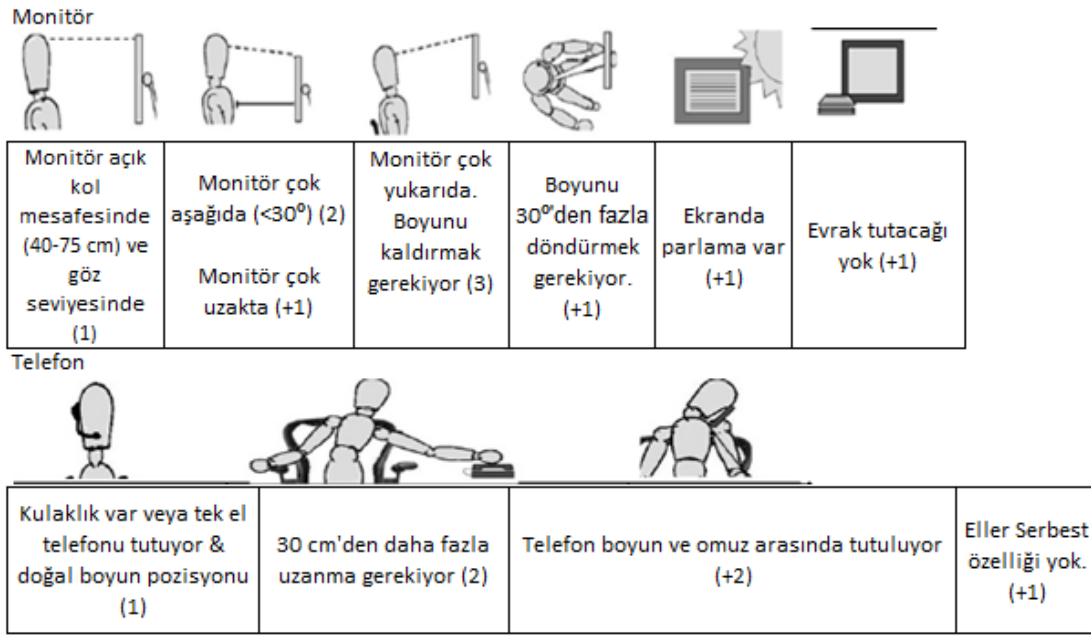 Monitör
Monitör açık
kol
mesafesinde
(40-75 cm) ve
göz
seviyesinde
(1)
Monitör çok
aşağıda (<30⁰) (2)
Monitör çok
uzakta (+1)
Monitör çok
yukarıda.
Boyunu
kaldırmak
gerekiyor (3)
Boyunu
30⁰'den fazla
döndürmek
gerekiyor.
(+1)
Ekranda
parlama var
(+1)
Evrak tutacağı
yok (+1)
Telefon
Kulaklık var veya tek el
telefonu tutuyor &
doğal boyun pozisyonu
(1)
30 cm'den daha fazla
uzanma gerekiyor (2)
Telefon boyun ve omuz arasında tutuluyor
(+2)
Eller Serbest
özelliği yok.
(+1)